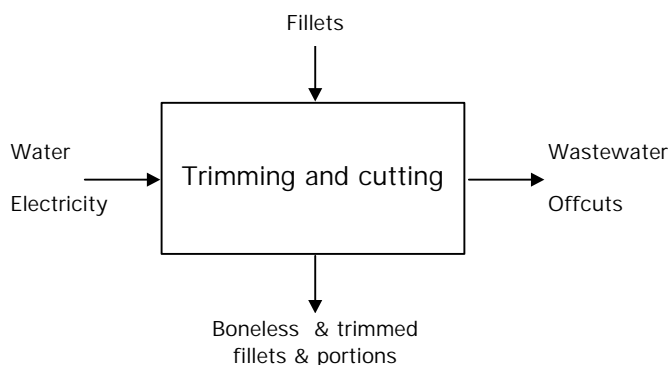 Fillets
Water
Electricity
Trimming and cutting
Wastewater
Offcuts
Boneless & trimmed
fillets & portions